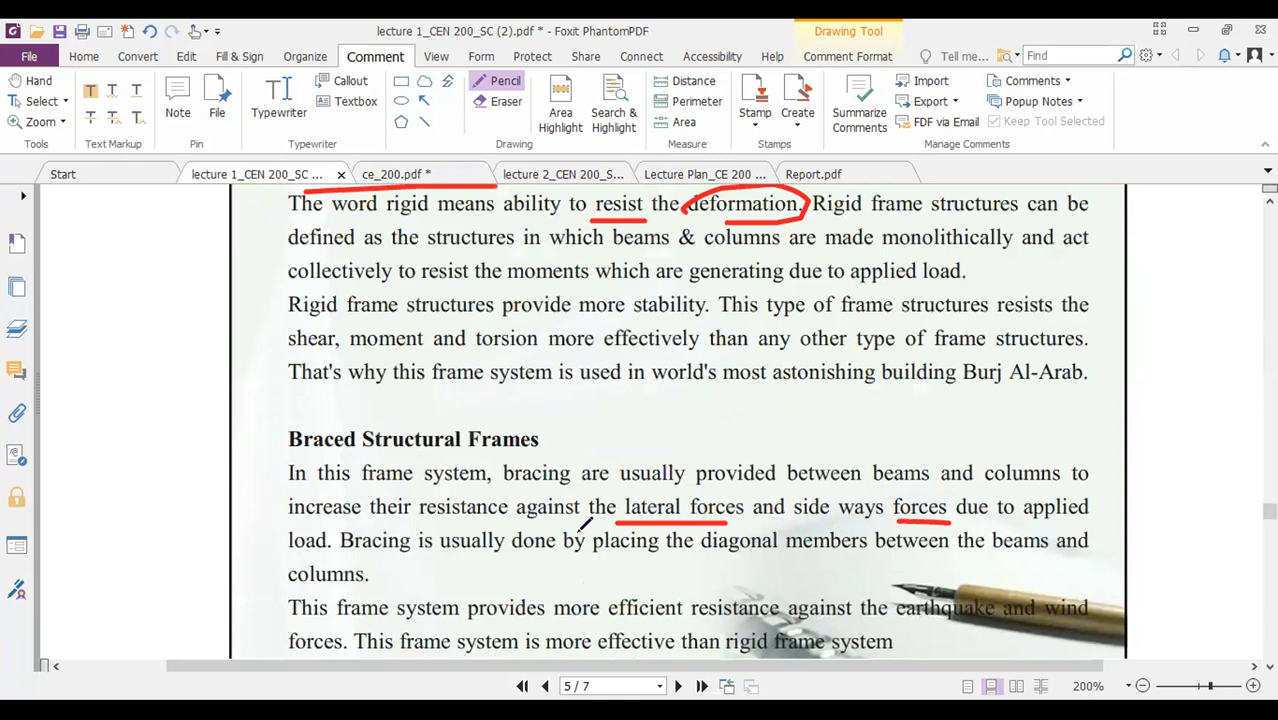 lecture 1_CEN 200_SC (2).pdf * - Foxit PhantomPDF
Drawing Tool
File Home Convert Edit Fill & Sign Organize Comment View Form Protect Share Connect Accessibility Help Comment Format Tell me... Find
Hand
Select
Zoom
Tools
Text Markup
Note
File
Pin
Typewriter
Callout
Textbox
Typewriter
Pencil
Eraser
Area Highlight
Search & Highlight
Drawing
Distance
Perimeter
Area
Measure
Stamp
Create
Stamps
Summarize Comments
Import
Export
FDF via Email
Comments
Popup Notes
Keep Tool Selected
Manage Comments
Start lecture 1_CEN 200_SC ... ce_200.pdf * lecture 2_CEN 200_S... Lecture Plan_CE 200 ... Report.pdf
The word rigid means ability to resist the deformation. Rigid frame structures can be
defined as the structures in which beams & columns are made monolithically and act
collectively to resist the moments which are generating due to applied load.
Rigid frame structures provide more stability. This type of frame structures resists the
shear, moment and torsion more effectively than any other type of frame structures.
That's why this frame system is used in world's most astonishing building Burj Al-Arab.
Braced Structural Frames
In this frame system, bracing are usually provided between beams and columns to
increase their resistance against the lateral forces and side ways forces due to applied
load. Bracing is usually done by placing the diagonal members between the beams and
columns.
This frame system provides more efficient resistance against the earthquake and wind
forces. This frame system is more effective than rigid frame system
5 / 7
200%